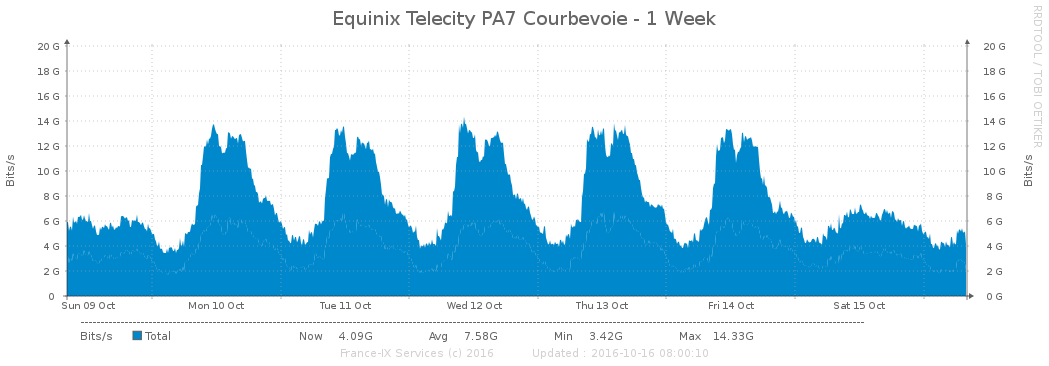 Equinix Telecity PA7 Courbevoie - 1 Week
RRDTOOL / TOBI OETIKER
Bits/s
20 G 20 G
18 G 18 G
16 G 16 G
14 G 14 G
12 G 12 G
10 G 10 G
8 G 8 G
6 G 6 G
4 G 4 G
2 G 2 G
0 0 G
Bits/s
Sun 09 Oct Mon 10 Oct Tue 11 Oct Wed 12 Oct Thu 13 Oct Fri 14 Oct Sat 15 Oct
Bits/s Total Now 4.09G Avg 7.58G Min 3.42G Max 14.33G
France-IX Services (c) 2016 Updated : 2016-10-16 08:00:10